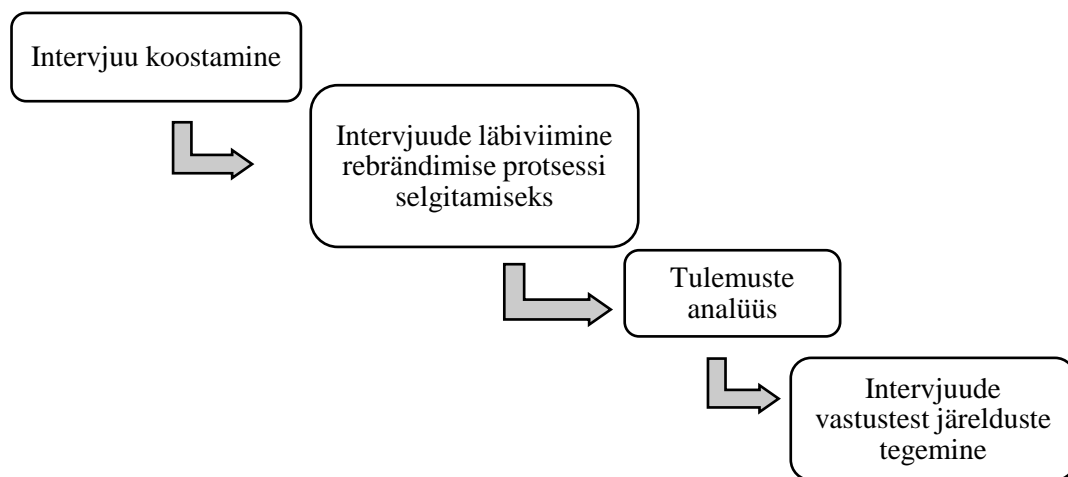 Intervjuu koostamine
Intervjuude läbiviimine
rebrändimise protsessi
selgitamiseks
Tulemuste
analüüs
Intervjuude
vastustest järelduste
tegemine